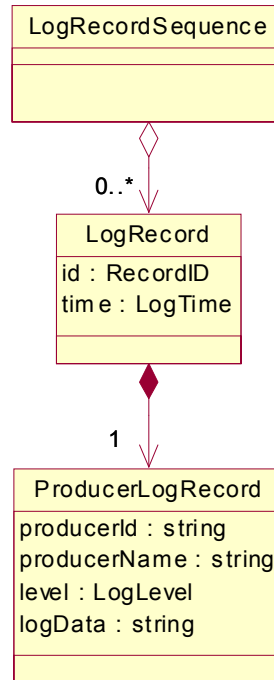 LogRecordSequence
0..*
LogRecord
id : RecordID
time : LogTime
1
ProducerLogRecord
producerId : string
producerName : string
level : LogLevel
logData : string